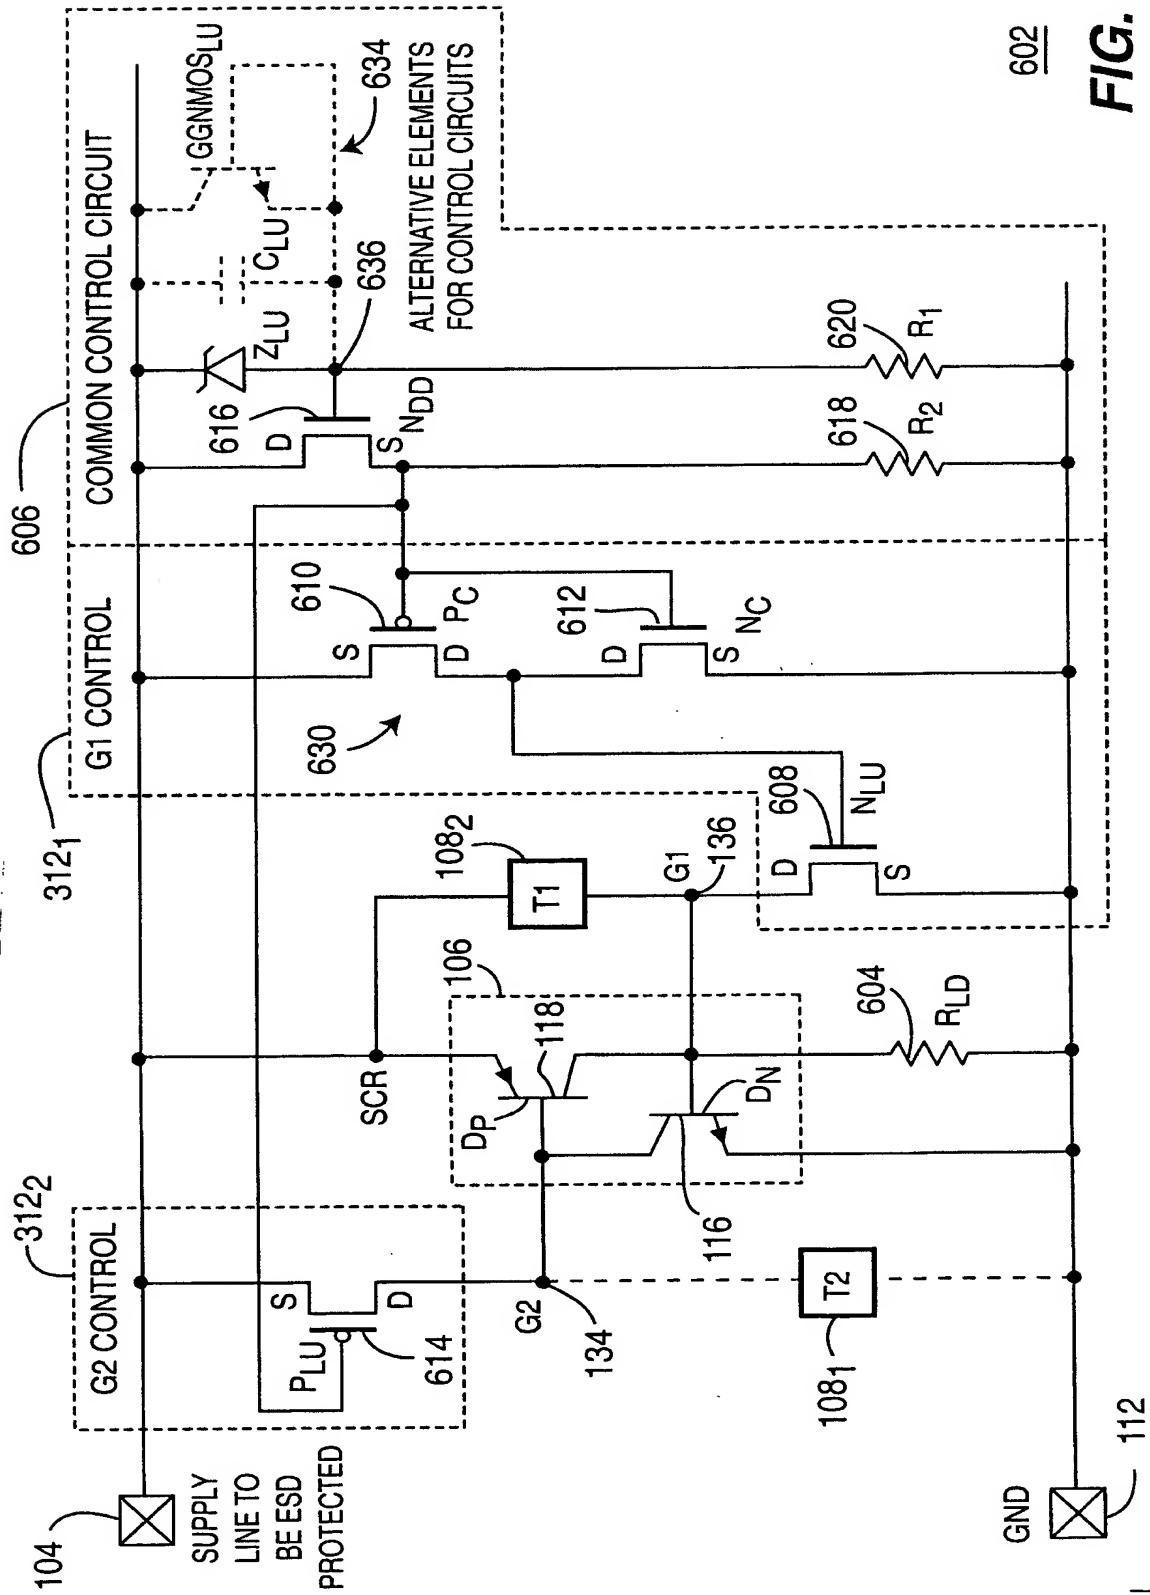 606
COMMON CONTROL CIRCUIT
GGNMOSLU
CLU
ZLU
634
ALTERNATIVE ELEMENTS
FOR CONTROL CIRCUITS
636
616
D
S
NDD
620
R1
618
R2
3121
G1 CONTROL
610
S
D
PC
630
612
D
S
NC
608
D
S
NLU
1082
T1
G1
136
SCR
106
118
DP
DN
116
604
RLD
3122
G2 CONTROL
S
D
PLU
614
G2
134
T2
1081
104
SUPPLY
LINE TO
BE ESD
PROTECTED
GND
112
602
FIG.